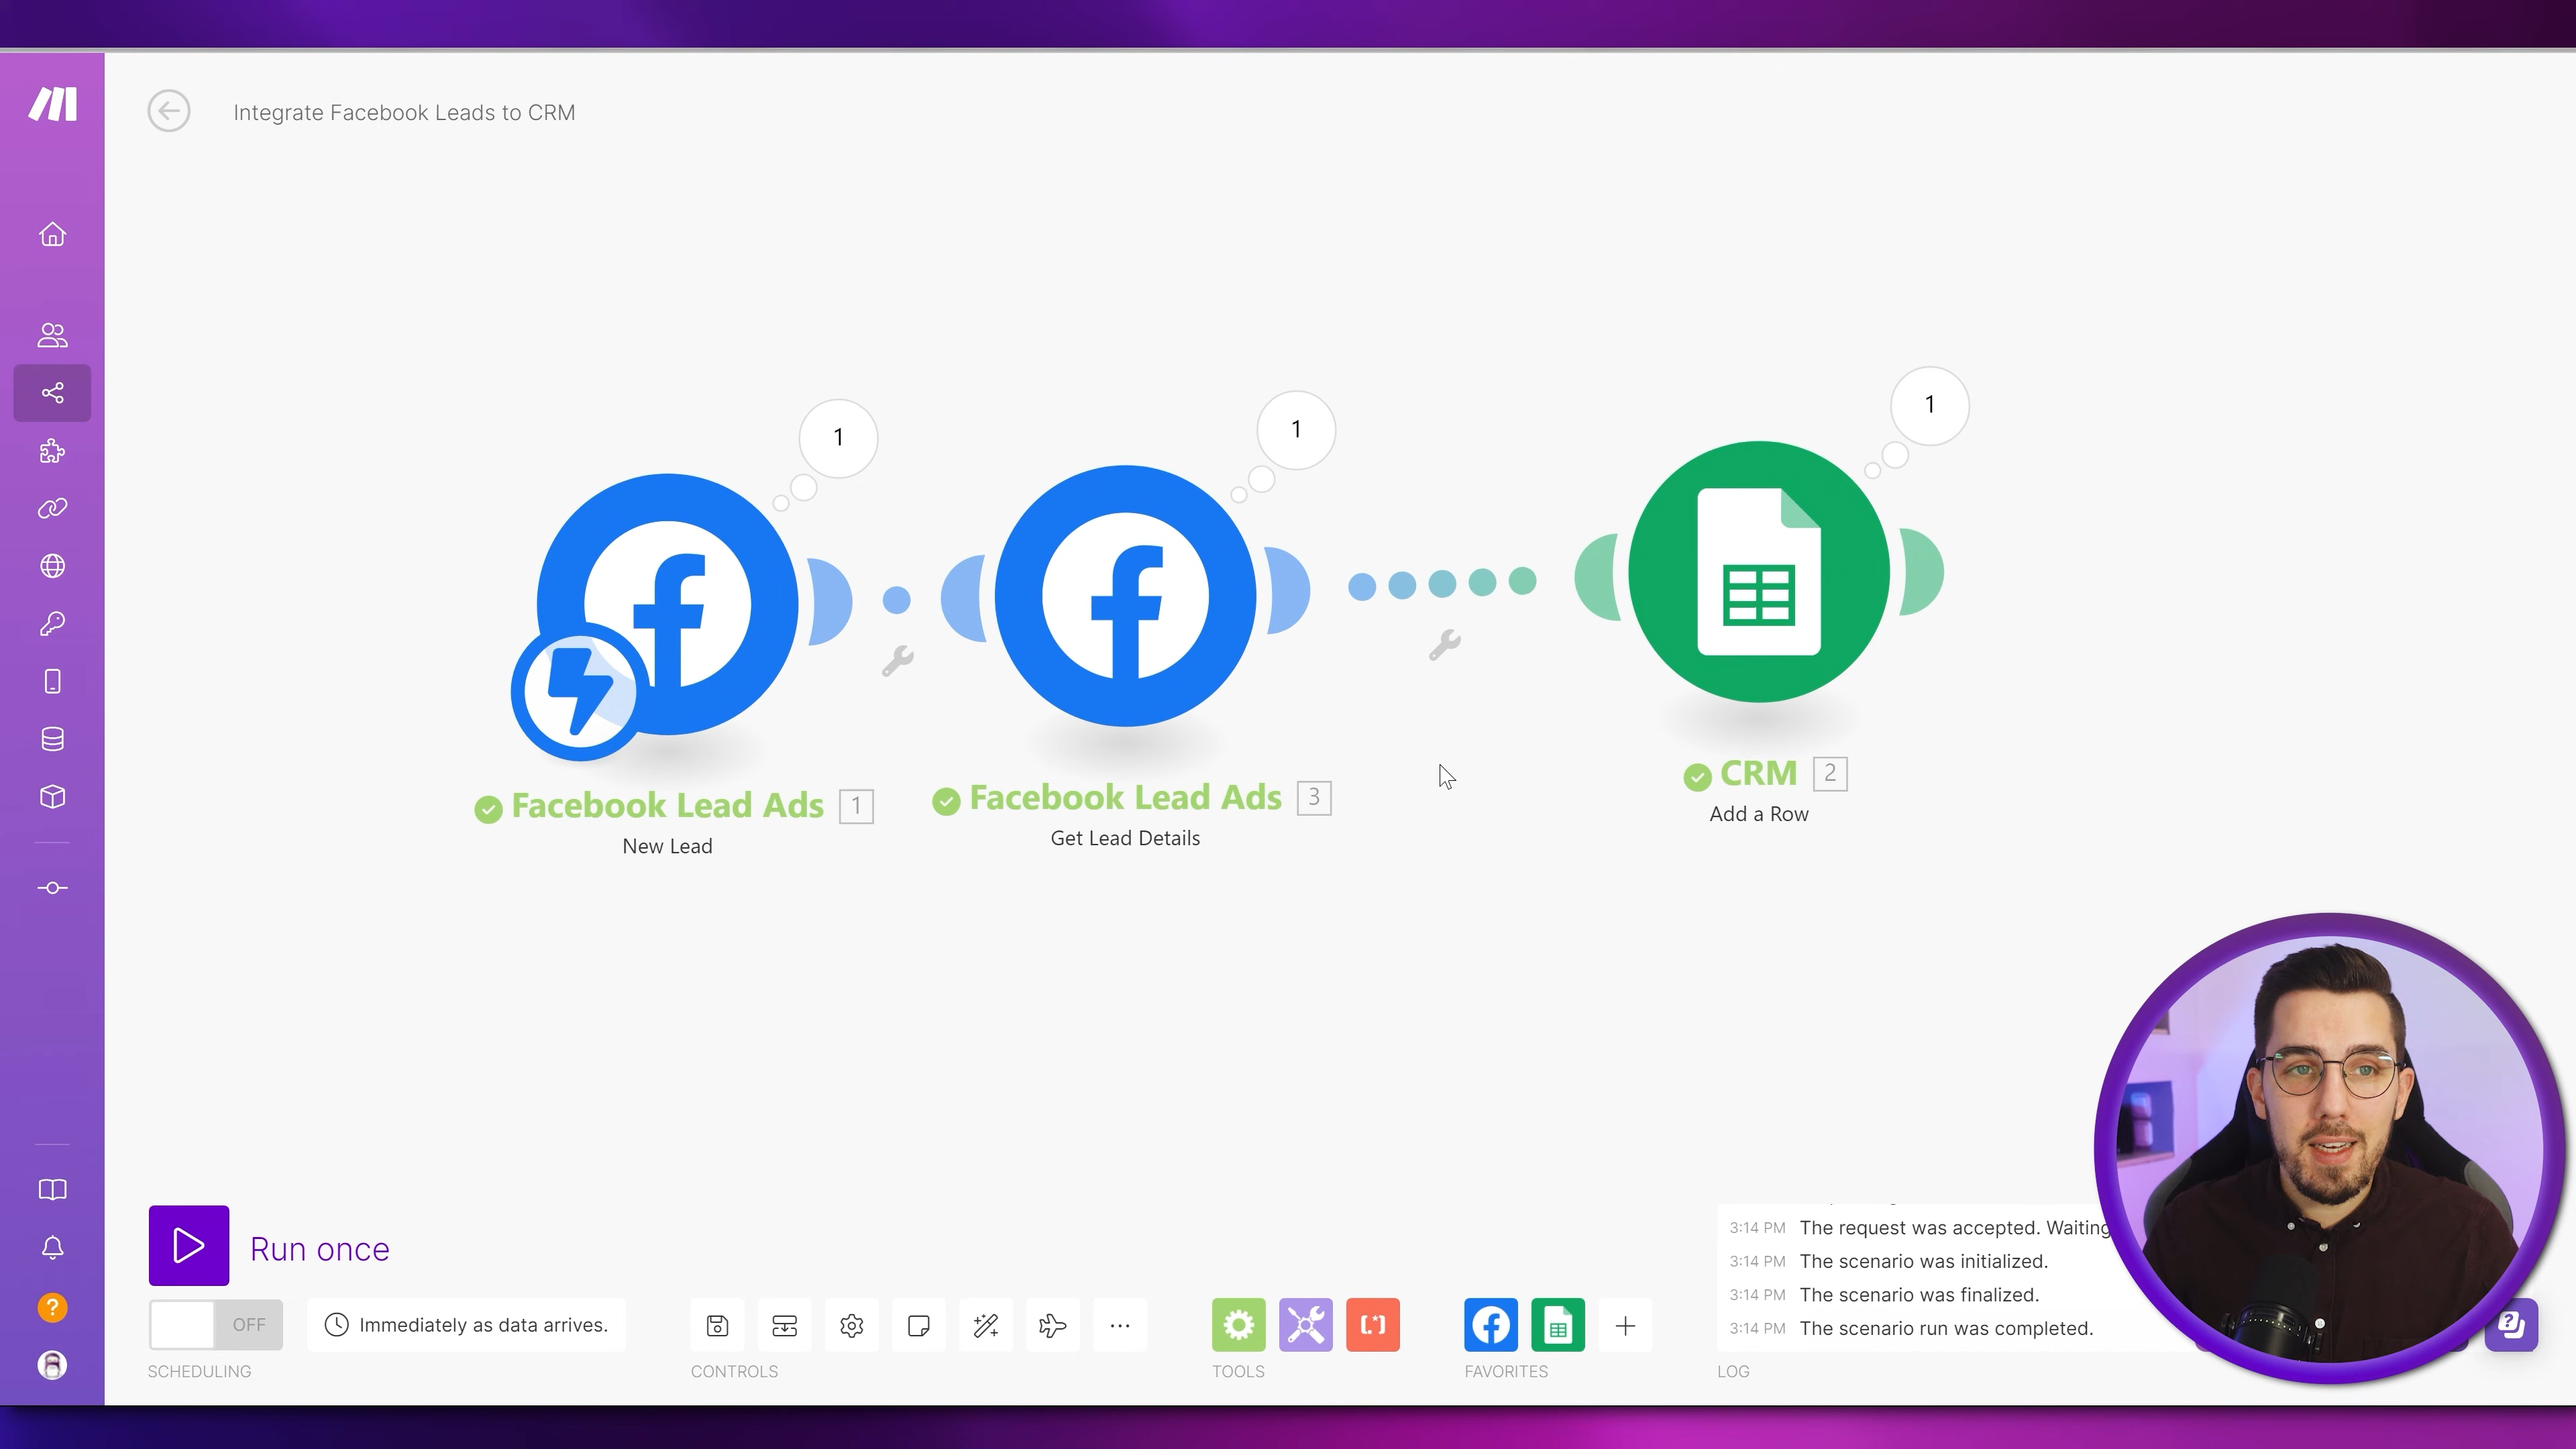 Integrate Facebook Leads to CRM
1
1
1
Facebook Lead Ads 1
New Lead
Facebook Lead Ads 3
Get Lead Details
CRM 2
Add a Row
Run once
OFF
Immediately as data arrives.
SCHEDULING
CONTROLS
TOOLS
FAVORITES
3:14 PM The request was accepted. Waiting
3:14 PM The scenario was initialized.
3:14 PM The scenario was finalized.
3:14 PM The scenario run was completed.
LOG